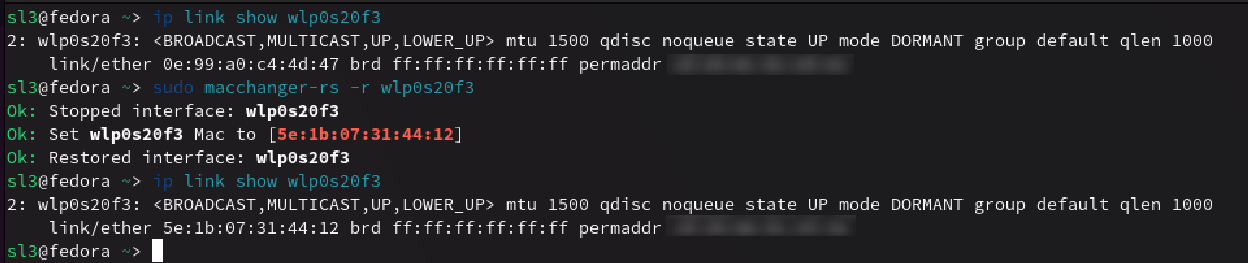 sl3@fedora ~> ip link show wlp0s20f3
2: wlp0s20f3: <BROADCAST,MULTICAST,UP,LOWER_UP> mtu 1500 qdisc noqueue state UP mode DORMANT group default qlen 1000
    link/ether 0e:99:a0:c4:4d:47 brd ff:ff:ff:ff:ff:ff permaddr
sl3@fedora ~> sudo macchanger-rs -r wlp0s20f3
Ok: Stopped interface: wlp0s20f3
Ok: Set wlp0s20f3 Mac to [5e:1b:07:31:44:12]
Ok: Restored interface: wlp0s20f3
sl3@fedora ~> ip link show wlp0s20f3
2: wlp0s20f3: <BROADCAST,MULTICAST,UP,LOWER_UP> mtu 1500 qdisc noqueue state UP mode DORMANT group default qlen 1000
    link/ether 5e:1b:07:31:44:12 brd ff:ff:ff:ff:ff:ff permaddr
sl3@fedora ~>